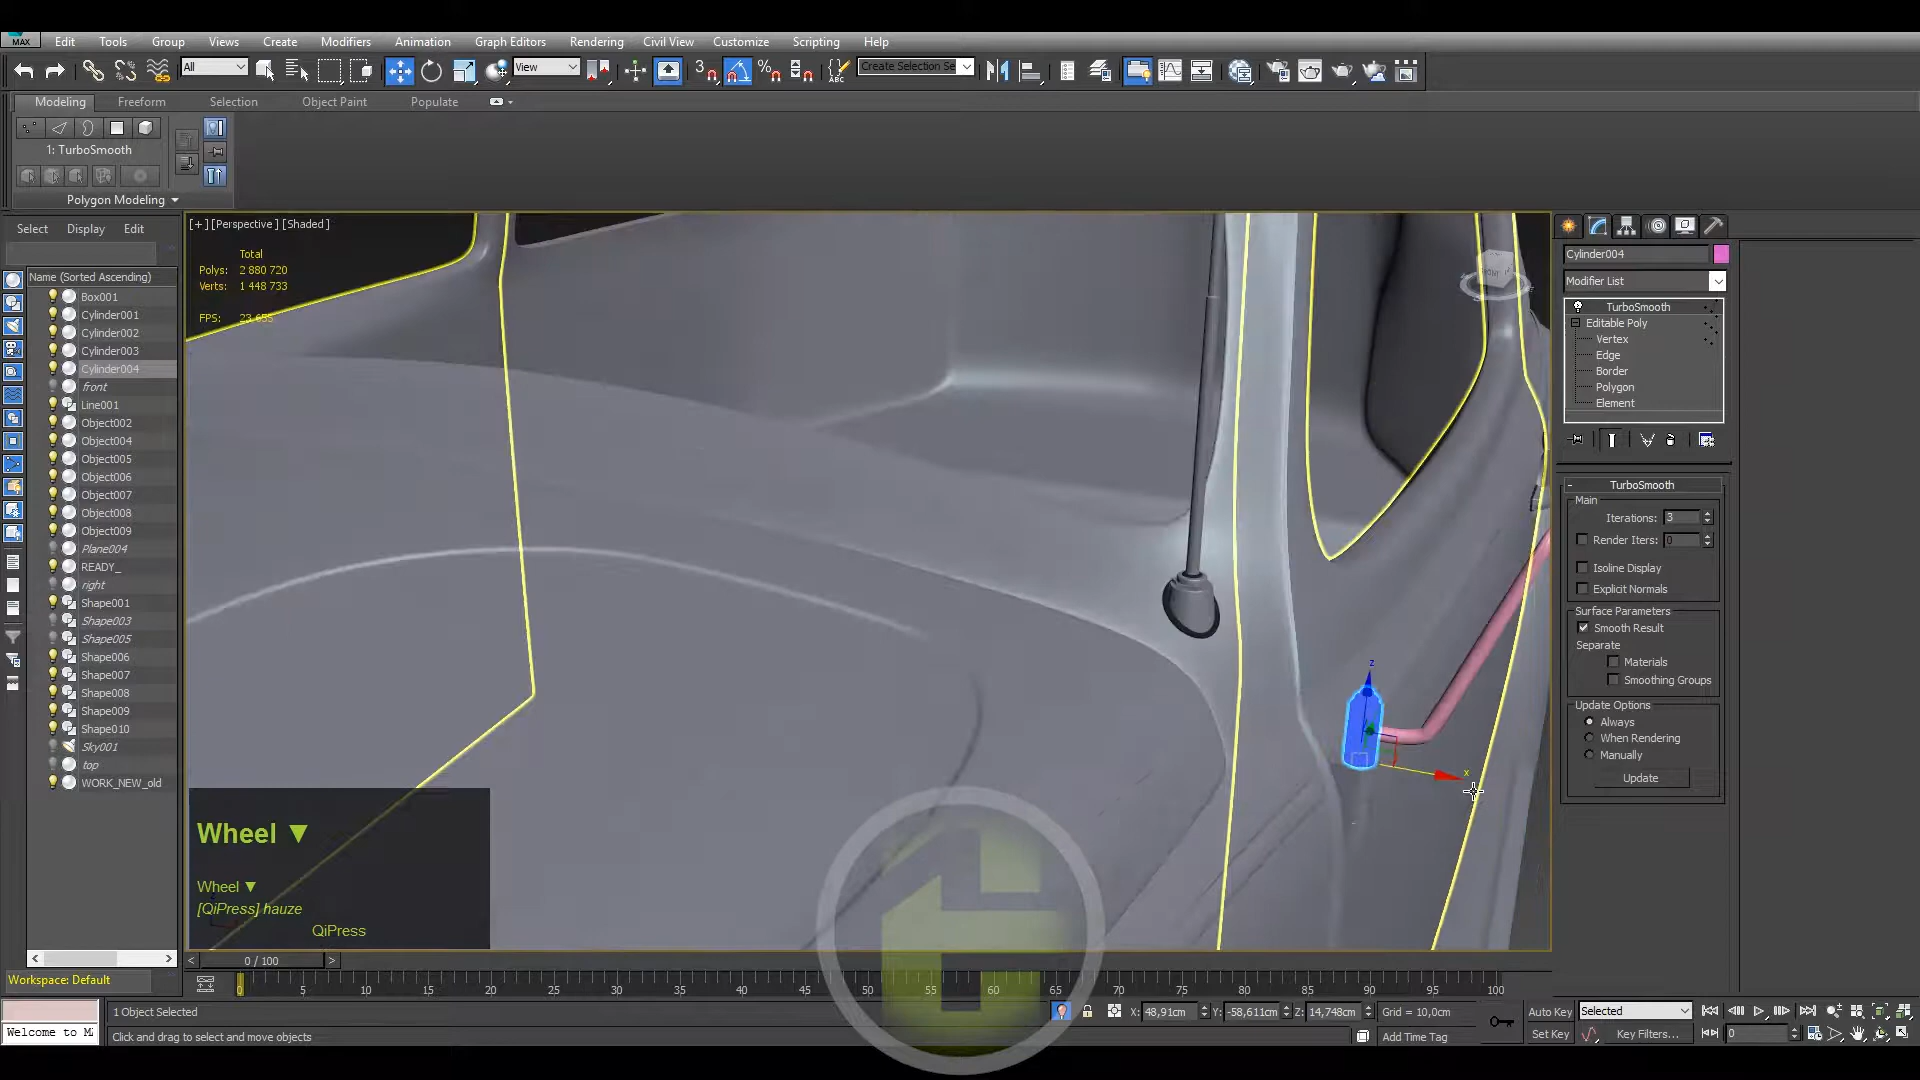 MAX
Edit Tools Group Views Create Modifiers Animation Graph Editors Rendering Civil View Customize Scripting Help
All View 3 ABC Create Selection Se
Modeling Freeform Selection Object Paint Populate
1: TurboSmooth
Polygon Modeling
Select Display Edit
Name (Sorted Ascending)
Box001
Cylinder001
Cylinder002
Cylinder003
Cylinder004
front
Line001
Object002
Object004
Object005
Object006
Object007
Object008
Object009
Plane004
READY_
right
Shape001
Shape003
Shape005
Shape006
Shape007
Shape008
Shape009
Shape010
Sky001
top
WORK_NEW_old
Workspace: Default
Welcome to M
[+] [Perspective] [Shaded]
Total
Polys: 2 880 720
Verts: 1 448 733
FPS: 23,655
FRONT
z
x
Wheel ▼
Wheel ▼
[QiPress] hauze
QiPress
Cylinder004
Modifier List
TurboSmooth
Editable Poly
Vertex
Edge
Border
Polygon
Element
- TurboSmooth
Main
Iterations: 3
Render Iters: 0
Isoline Display
Explicit Normals
Surface Parameters
Smooth Result
Separate
Materials
Smoothing Groups
Update Options
Always
When Rendering
Manually
Update
< 0 / 100 >
0 5 10 15 20 25 30 35 40 45 50 55 60 65 70 75 80 85 90 95 100
1 Object Selected X: 48,91cm Y: -58,611cm Z: 14,748cm Grid = 10,0cm Auto Key Selected
Click and drag to select and move objects Add Time Tag Set Key Key Filters... 0